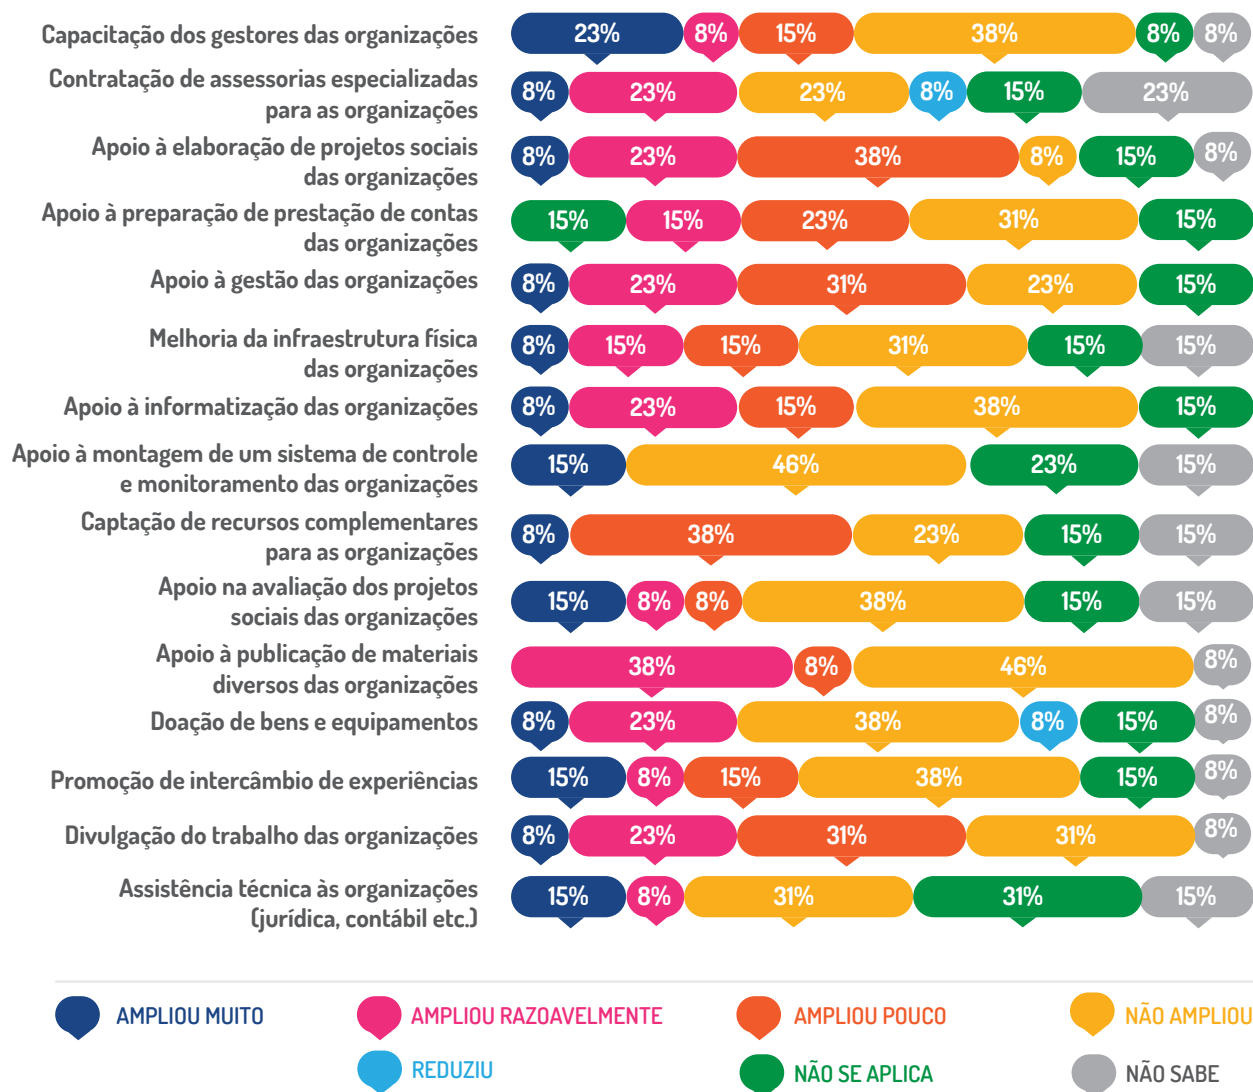 Capacitação dos gestores das organizações
23% 8% 15% 38% 8% 8%
Contratação de assessorias especializadas
para as organizações
8% 23% 23% 8% 15% 23%
Apoio à elaboração de projetos sociais
das organizações
8% 23% 38% 8% 15% 8%
Apoio à preparação de prestação de contas
das organizações
15% 15% 23% 31% 15%
Apoio à gestão das organizações
8% 23% 31% 23% 15%
Melhoria da infraestrutura física
das organizações
8% 15% 15% 31% 15% 15%
Apoio à informatização das organizações
8% 23% 15% 38% 15%
Apoio à montagem de um sistema de controle
e monitoramento das organizações
15% 46% 23% 15%
Captação de recursos complementares
para as organizações
8% 38% 23% 15% 15%
Apoio na avaliação dos projetos
sociais das organizações
15% 8% 8% 38% 15% 15%
Apoio à publicação de materiais
diversos das organizações
38% 8% 46% 8%
Doação de bens e equipamentos
8% 23% 38% 8% 15% 8%
Promoção de intercâmbio de experiências
15% 8% 15% 38% 15% 8%
Divulgação do trabalho das organizações
8% 23% 31% 31% 8%
Assistência técnica às organizações
(jurídica, contábil etc.)
15% 8% 31% 31% 15%
AMPLIOU MUITO AMPLIOU RAZOAVELMENTE AMPLIOU POUCO NÃO AMPLIOU
REDUZIU NÃO SE APLICA NÃO SABE